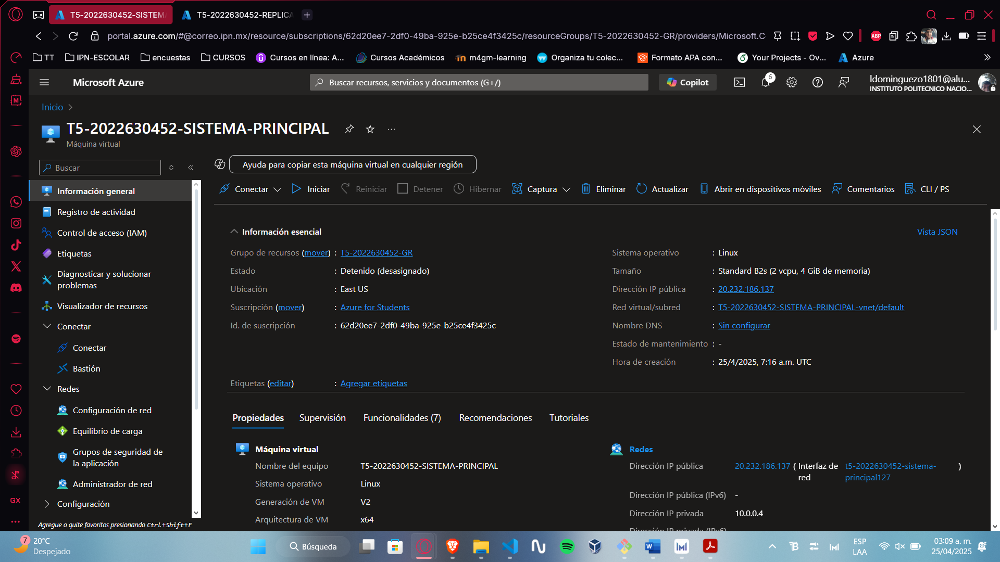 T5-2022630452-SISTEM
T5-2022630452-REPLICA
portal.azure.com/#@correo.ipn.mx/resource/subscriptions/62d20ee7-2df0-49ba-925e-b25ce4f3425c/resourceGroups/T5-2022630452-GR/providers/Microsoft.C
ABP
TT
IPN-ESCOLAR
encuestas
CURSOS
Cursos en línea: A...
Cursos Académicos
m4gm-learning
Organiza tu colec...
Formato APA con...
Your Projects - Ov...
Azure
Microsoft Azure
Buscar recursos, servicios y documentos (G+/)
Copilot
6
ldominguezo1801@alu...
INSTITUTO POLITECNICO NACIO...
Inicio
T5-2022630452-SISTEMA-PRINCIPAL
Máquina virtual
Buscar
Ayuda para copiar esta máquina virtual en cualquier región
Conectar
Iniciar
Reiniciar
Detener
Hibernar
Captura
Eliminar
Actualizar
Abrir en dispositivos móviles
Comentarios
CLI / PS
Información general
Registro de actividad
Control de acceso (IAM)
Etiquetas
Diagnosticar y solucionar
problemas
Visualizador de recursos
Conectar
Conectar
Bastión
Redes
Configuración de red
Equilibrio de carga
Grupos de seguridad de
la aplicación
Administrador de red
Configuración
Agregue o quite favoritos presionando Ctrl+Shift+F
Información esencial
Vista JSON
Grupo de recursos (mover) : T5-2022630452-GR
Estado : Detenido (desasignado)
Ubicación : East US
Suscripción (mover) : Azure for Students
Id. de suscripción : 62d20ee7-2df0-49ba-925e-b25ce4f3425c
Sistema operativo : Linux
Tamaño : Standard B2s (2 vcpu, 4 GiB de memoria)
Dirección IP pública : 20.232.186.137
Red virtual/subred : T5-2022630452-SISTEMA-PRINCIPAL-vnet/default
Nombre DNS : Sin configurar
Estado de mantenimiento : -
Hora de creación : 25/4/2025, 7:16 a.m. UTC
Etiquetas (editar) : Agregar etiquetas
Propiedades
Supervisión
Funcionalidades (7)
Recomendaciones
Tutoriales
Máquina virtual
Nombre del equipo T5-2022630452-SISTEMA-PRINCIPAL
Sistema operativo Linux
Generación de VM V2
Arquitectura de VM x64
Redes
Dirección IP pública 20.232.186.137 ( Interfaz de t5-2022630452-sistema- )
red principal127
Dirección IP pública (IPv6) -
Dirección IP privada 10.0.0.4
Dirección IP privada (IPv6)
GX
7
20°C
Despejado
Búsqueda
ESP
LAA
03:09 a. m.
25/04/2025